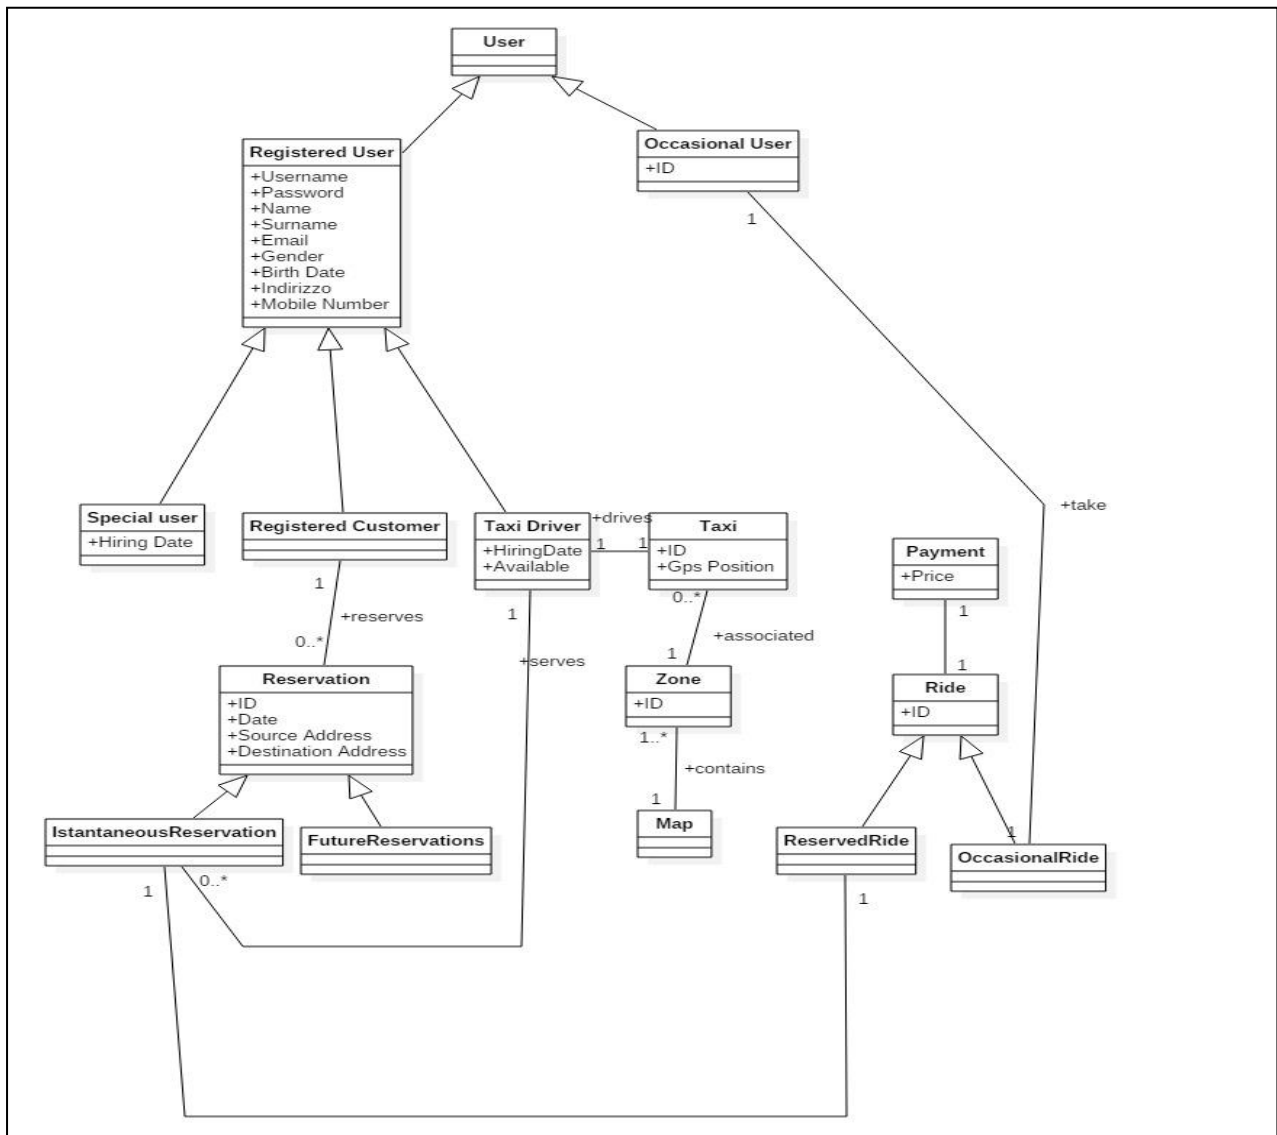 User
Registered User
+Username
+Password
+Name
+Surname
+Email
+Gender
+Birth Date
+Indirizzo
+Mobile Number
Occasional User
+ID
1
+take
Special user
+Hiring Date
Registered Customer
1
+reserves
0..*
Taxi Driver
+HiringDate
+Available
+drives
1
1
Taxi
+ID
+Gps Position
0..*
+associated
1
1
+serves
Payment
+Price
1
1
Reservation
+ID
+Date
+Source Address
+Destination Address
Zone
+ID
1..*
+contains
1
Map
Ride
+ID
IstantaneousReservation
1
0..*
FutureReservations
ReservedRide
1
1
OccasionalRide